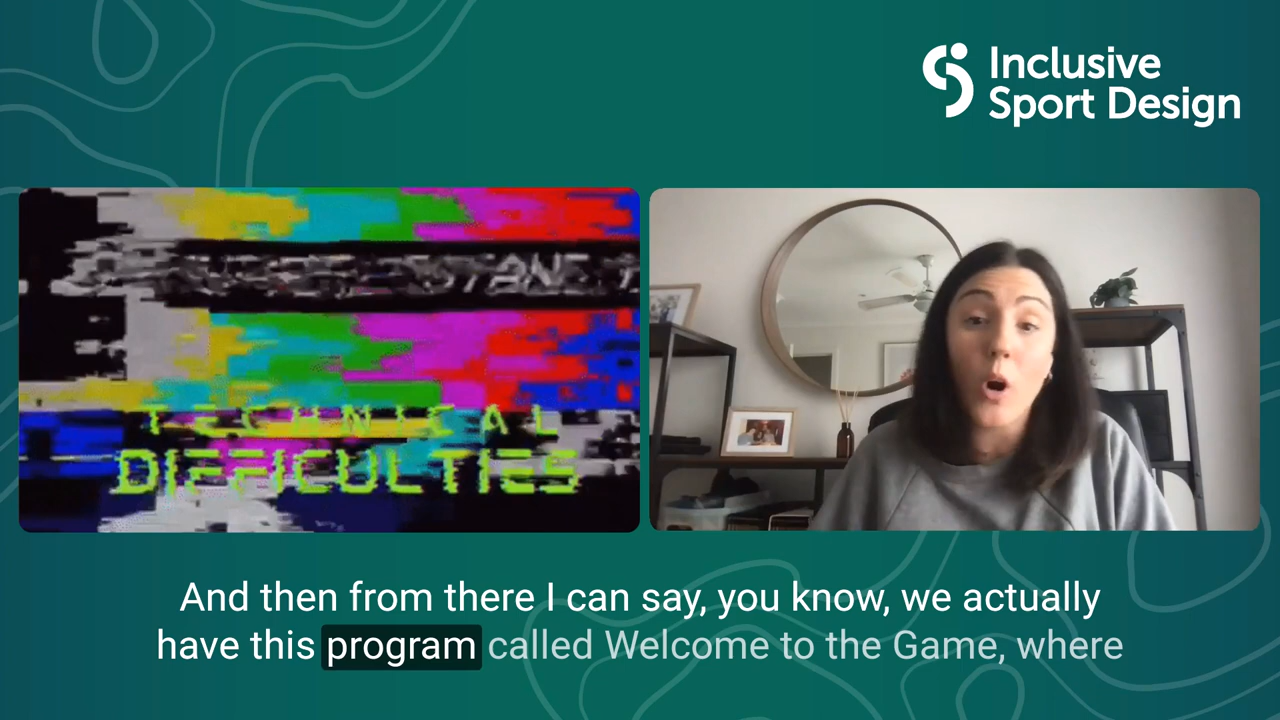 Inclusive
Sport Design
TECHNICAL
DIFFICULTIES
And then from there I can say, you know, we actually
have this program called Welcome to the Game, where